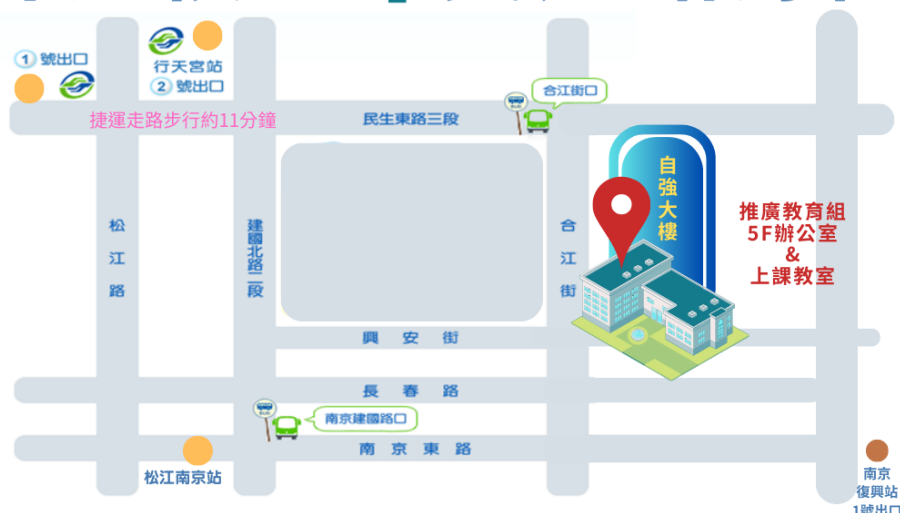 1 號出口
行天宮站
2 號出口
捷運走路步行約11分鐘
民生東路三段
合江街口
BUS
自強大樓
推廣教育組
5F辦公室
&
上課教室
松江路
建國北路二段
合江街
興安街
長春路
BUS
南京建國路口
南京東路
松江南京站
南京
復興站
1號出口